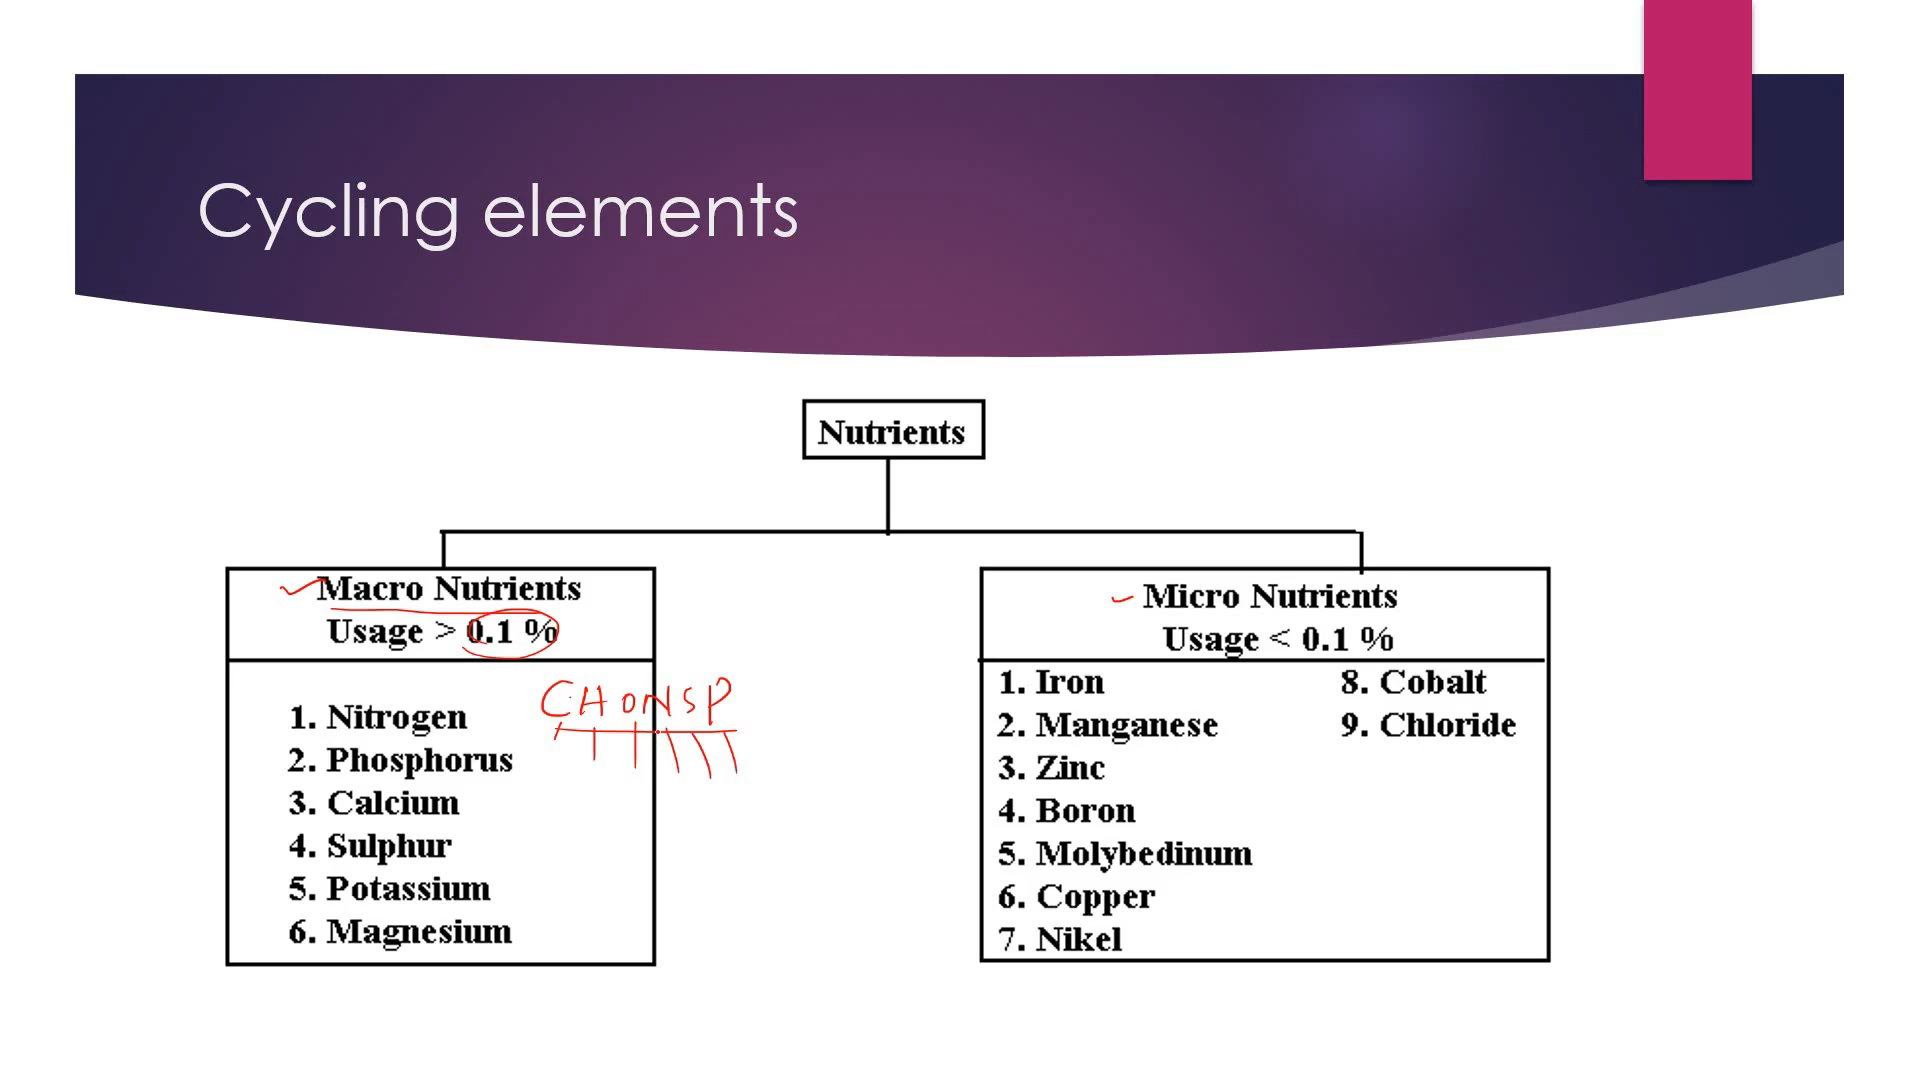 Cycling elements
Nutrients
Macro Nutrients
Usage > 0.1 %
CHONSP
1. Nitrogen
2. Phosphorus
3. Calcium
4. Sulphur
5. Potassium
6. Magnesium
Micro Nutrients
Usage < 0.1 %
1. Iron
2. Manganese
3. Zinc
4. Boron
5. Molybedinum
6. Copper
7. Nikel
8. Cobalt
9. Chloride